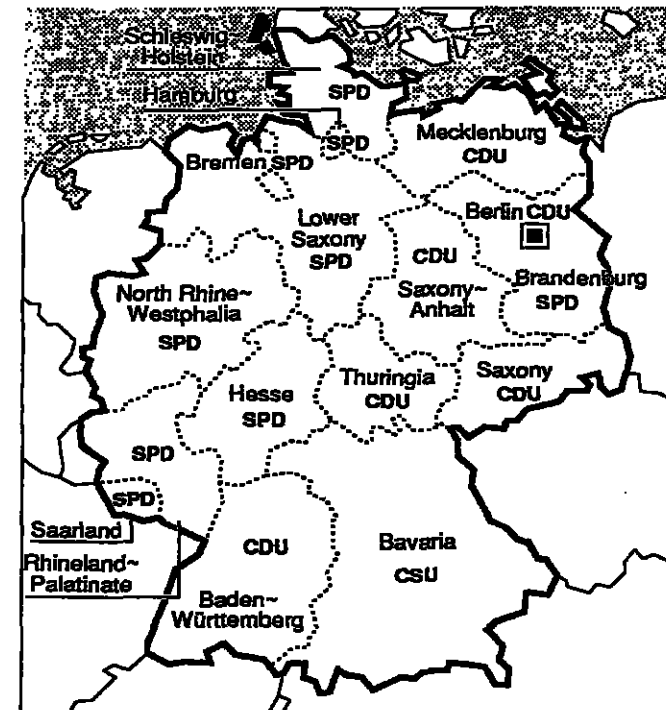 Schleswig
Holstein
SPD
Hamburg
SPD
Mecklenburg
CDU
Bremen SPD
Berlin CDU
Lower
Saxony
SPD
CDU
Saxony~
Anhalt
Brandenburg
SPD
North Rhine~
Westphalia
SPD
Hesse
SPD
Thuringia
CDU
Saxony
CDU
SPD
SPD
Saarland
Rhineland~
Palatinate
CDU
Baden~
Württemberg
Bavaria
CSU